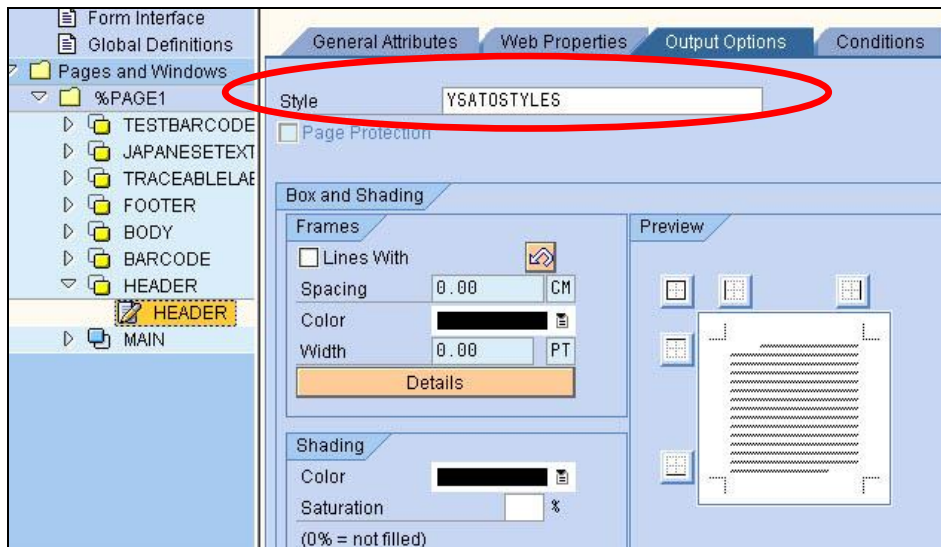 Form Interface
Global Definitions
Pages and Windows
%PAGE1
TESTBARCODE
JAPANESETEXT
TRACEABLELAB
FOOTER
BODY
BARCODE
HEADER
HEADER
MAIN
General Attributes Web Properties Output Options Conditions
Style YSATOSTYLES
Page Protection
Box and Shading
Frames
Lines With
Spacing 0.00 CM
Color
Width 0.00 PT
Details
Preview
Shading
Color
Saturation %
(0% = not filled)